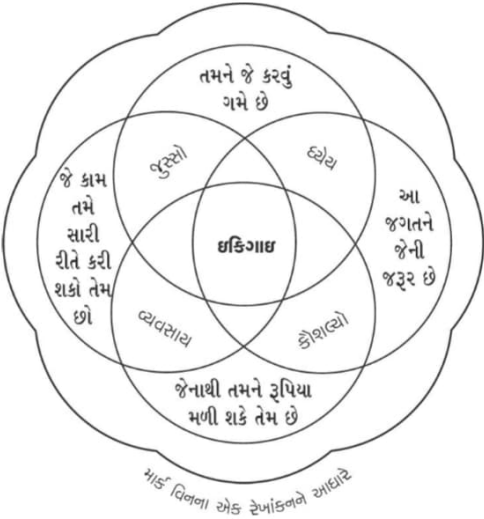 તમને જે કરવું
ગમે છે
જુસ્સો
ધ્યેય
જે કામ
તમે
સારી
રીતે કરી
શકો તેમ
છો
ઇકિગાઇ
આ
જગતને
જેની
જરૂર છે
વ્યવસાય
કૌશલ્યો
જેનાથી તમને રૂપિયા
મળી શકે તેમ છે
માર્ક વિનના એક રેખાંકનને આધારે